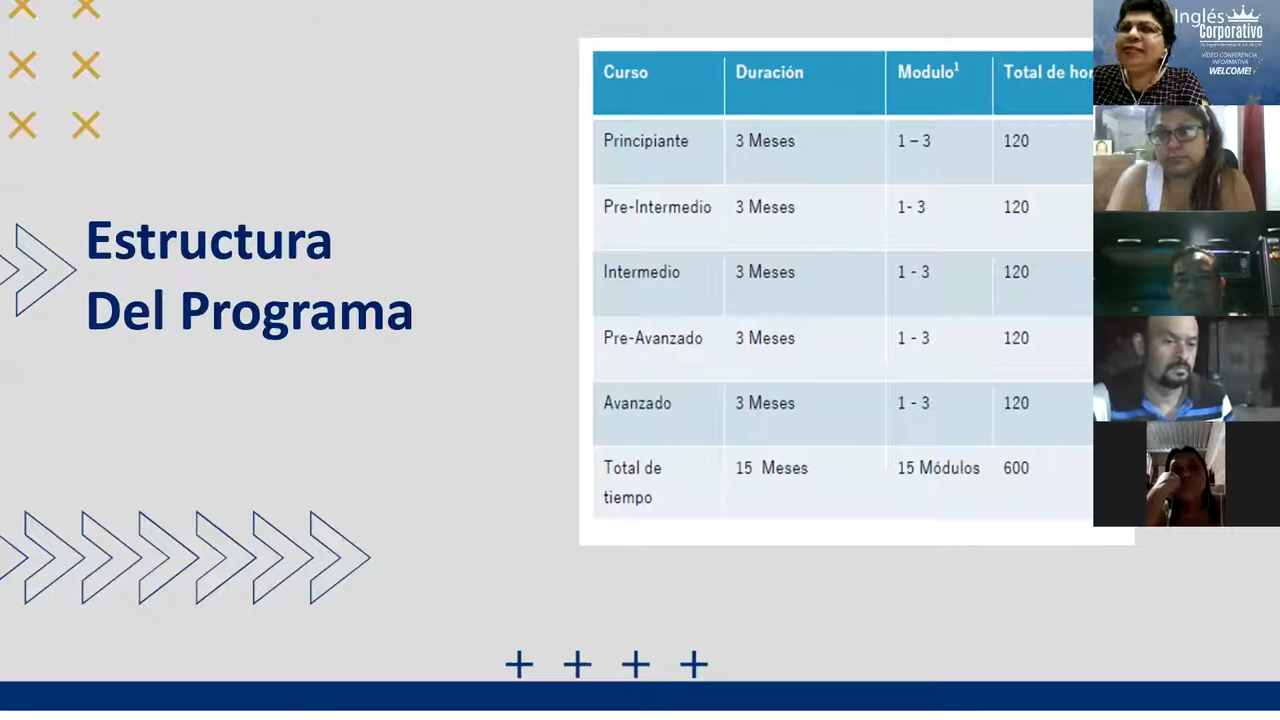 Estructura
Del Programa
Curso Duración Modulo¹ Total de
Principiante 3 Meses 1 – 3 120
Pre-Intermedio 3 Meses 1- 3 120
Intermedio 3 Meses 1 - 3 120
Pre-Avanzado 3 Meses 1 - 3 120
Avanzado 3 Meses 1 - 3 120
Total de 15 Meses 15 Módulos 600
tiempo
Inglés
Corporativo
VÍDEO CONFERENCIA
INFORMATIVA
WELCOME!